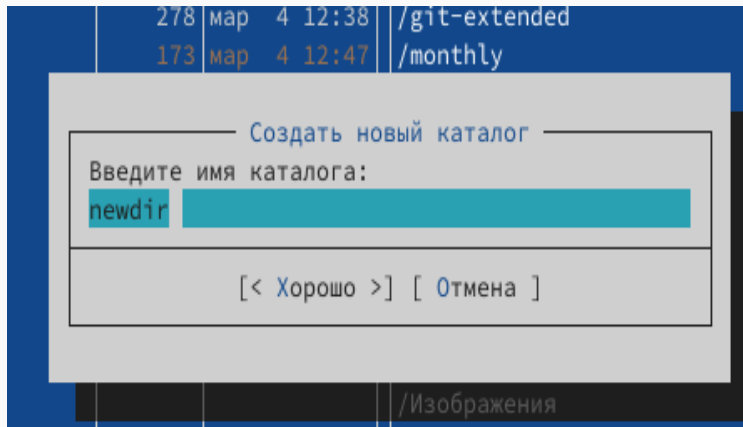 278 мар 4 12:38 /git-extended
173 мар 4 12:47 /monthly
Создать новый каталог
Введите имя каталога:
newdir
[< Хорошо >] [ Отмена ]
/Изображения